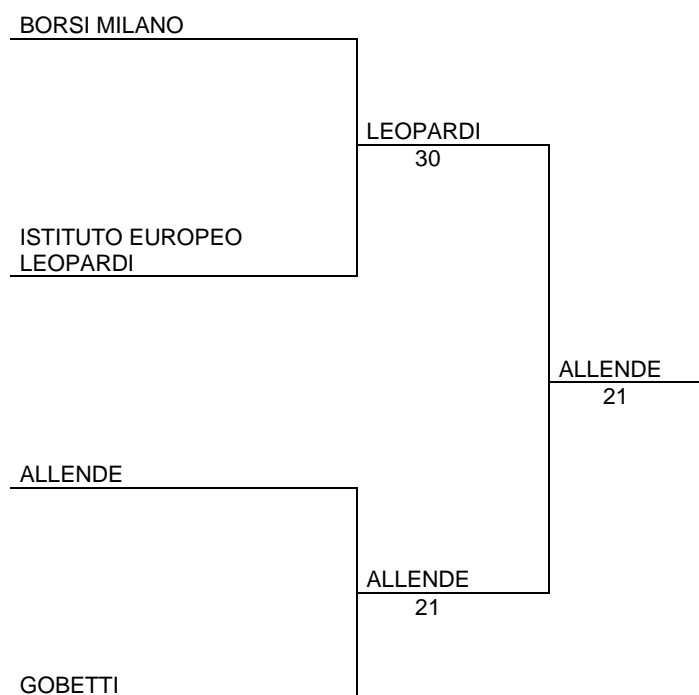 BORSI MILANO
LEOPARDI
30
ISTITUTO EUROPEO
LEOPARDI
ALLENDE
21
ALLENDE
ALLENDE
21
GOBETTI